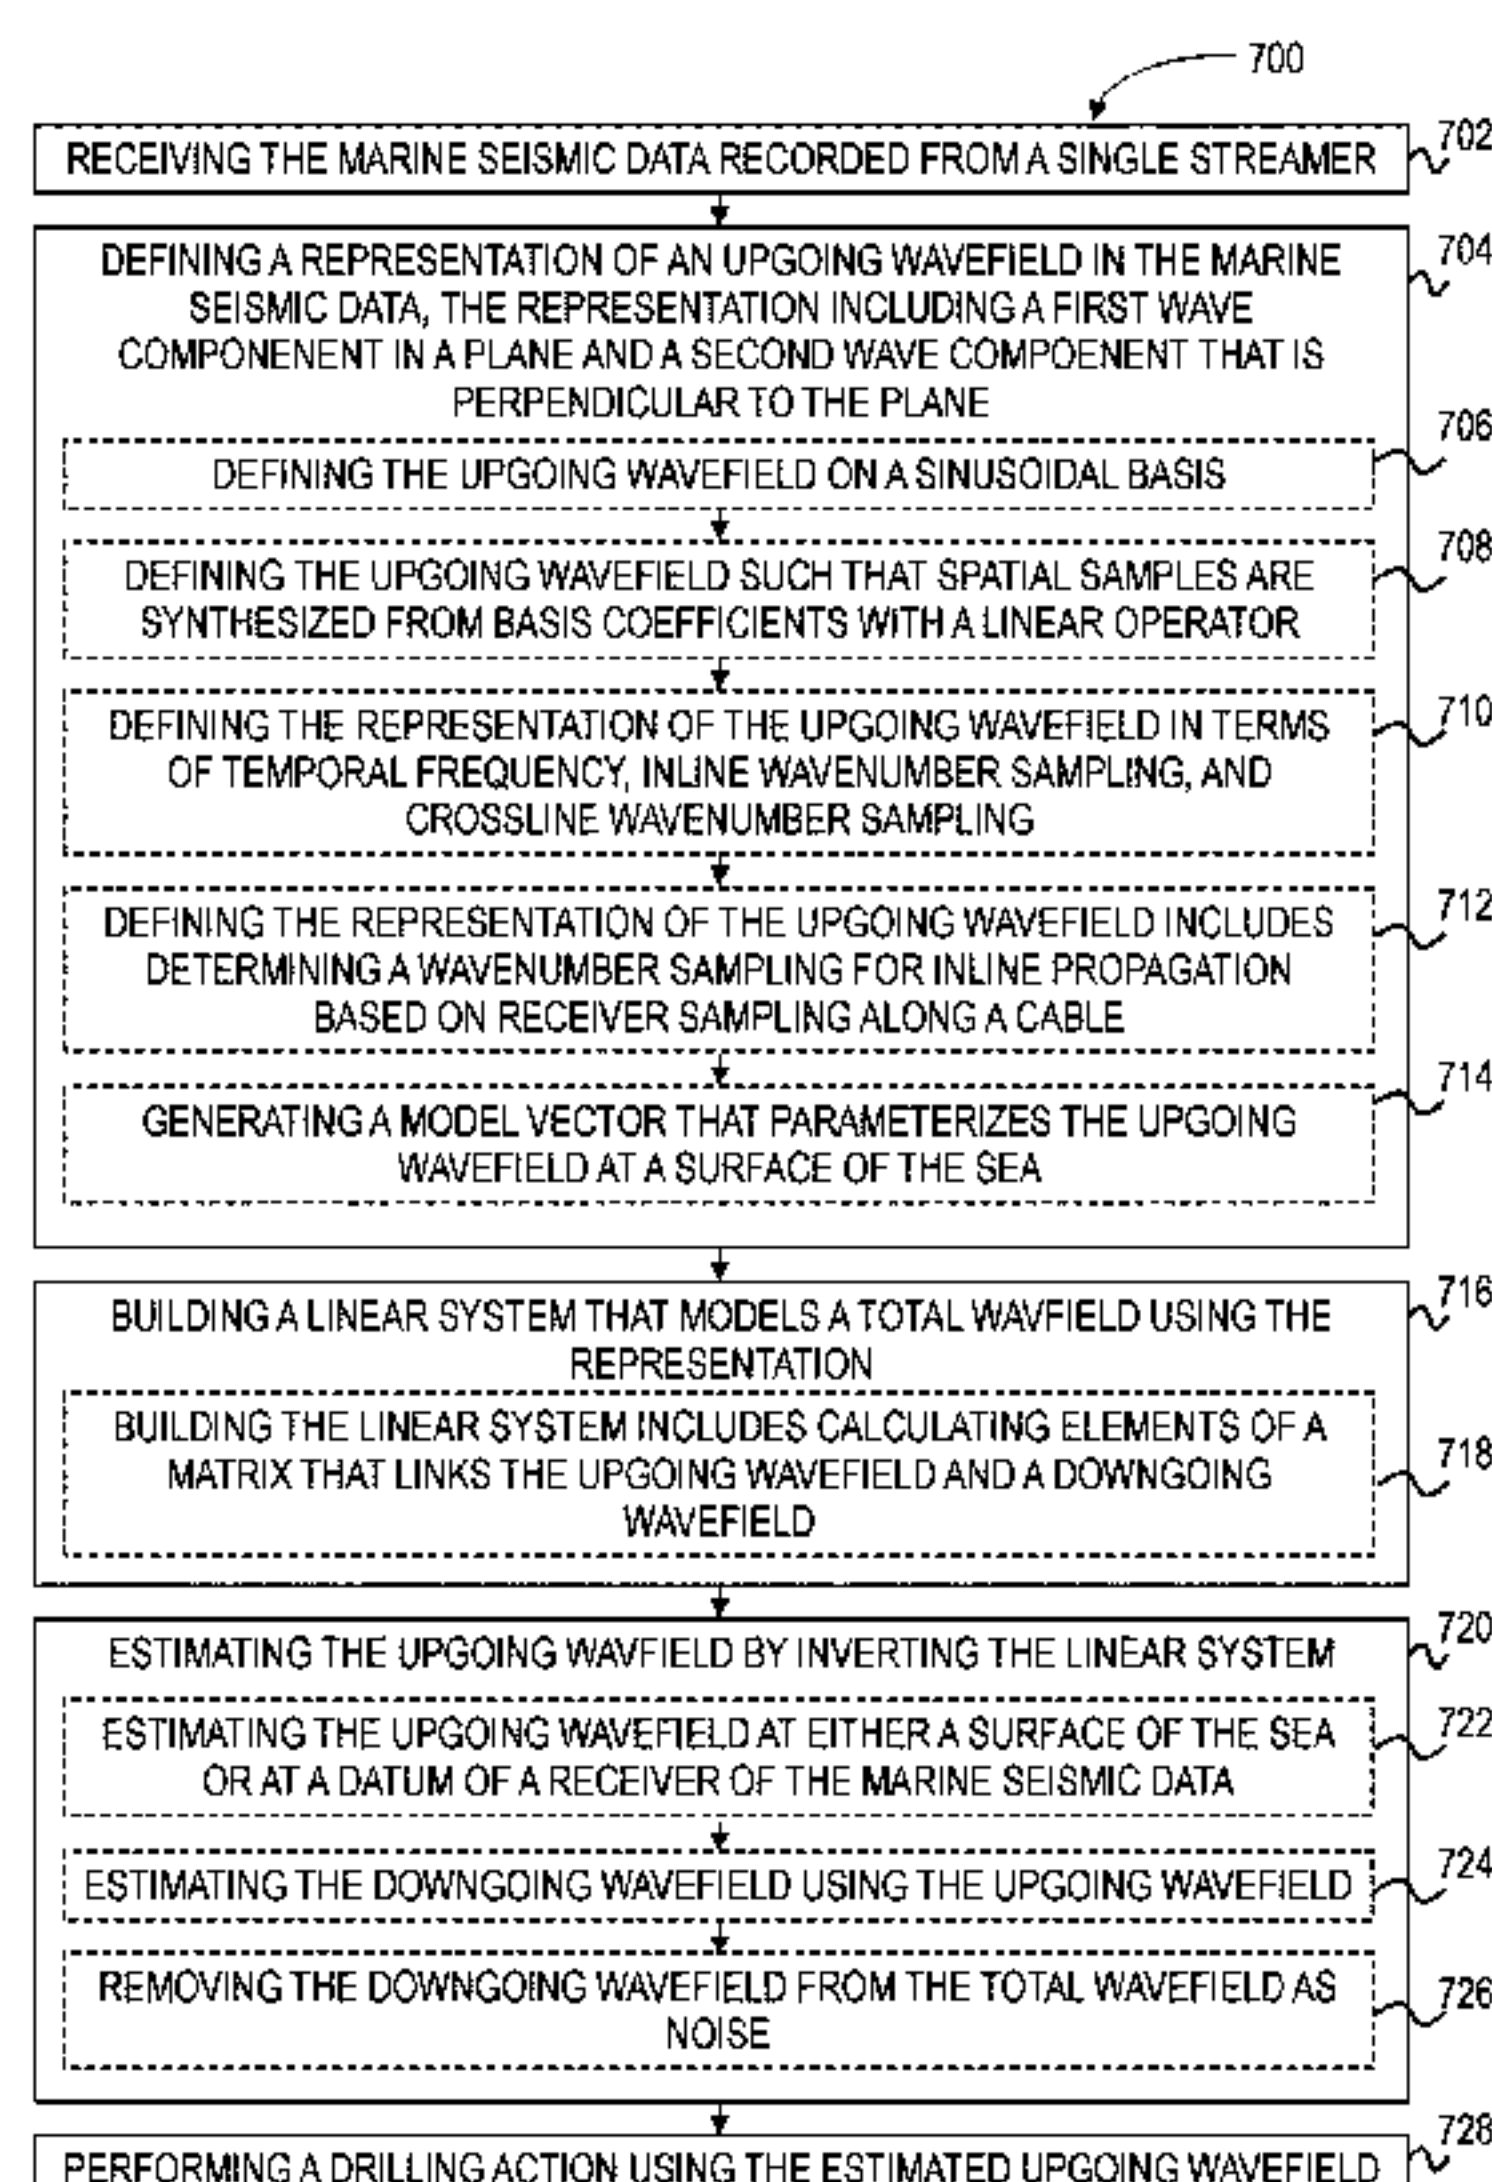 700
RECEIVING THE MARINE SEISMIC DATA RECORDED FROM A SINGLE STREAMER
702
DEFINING A REPRESENTATION OF AN UPGOING WAVEFIELD IN THE MARINE
SEISMIC DATA, THE REPRESENTATION INCLUDING A FIRST WAVE
COMPONENENT IN A PLANE AND A SECOND WAVE COMPOENENT THAT IS
PERPENDICULAR TO THE PLANE
704
DEFINING THE UPGOING WAVEFIELD ON A SINUSOIDAL BASIS
706
DEFINING THE UPGOING WAVEFIELD SUCH THAT SPATIAL SAMPLES ARE
SYNTHESIZED FROM BASIS COEFFICIENTS WITH A LINEAR OPERATOR
708
DEFINING THE REPRESENTATION OF THE UPGOING WAVEFIELD IN TERMS
OF TEMPORAL FREQUENCY, INLINE WAVENUMBER SAMPLING, AND
CROSSLINE WAVENUMBER SAMPLING
710
DEFINING THE REPRESENTATION OF THE UPGOING WAVEFIELD INCLUDES
DETERMINING A WAVENUMBER SAMPLING FOR INLINE PROPAGATION
BASED ON RECEIVER SAMPLING ALONG A CABLE
712
GENERATING A MODEL VECTOR THAT PARAMETERIZES THE UPGOING
WAVEFIELD AT A SURFACE OF THE SEA
714
BUILDING A LINEAR SYSTEM THAT MODELS A TOTAL WAVFIELD USING THE
REPRESENTATION
716
BUILDING THE LINEAR SYSTEM INCLUDES CALCULATING ELEMENTS OF A
MATRIX THAT LINKS THE UPGOING WAVEFIELD AND A DOWNGOING
WAVEFIELD
718
ESTIMATING THE UPGOING WAVFIELD BY INVERTING THE LINEAR SYSTEM
720
ESTIMATING THE UPGOING WAVEFIELD AT EITHER A SURFACE OF THE SEA
OR AT A DATUM OF A RECEIVER OF THE MARINE SEISMIC DATA
722
ESTIMATING THE DOWNGOING WAVEFIELD USING THE UPGOING WAVEFIELD
724
REMOVING THE DOWNGOING WAVEFIELD FROM THE TOTAL WAVEFIELD AS
NOISE
726
PERFORMING A DRILLING ACTION USING THE ESTIMATED UPGOING WAVEFIELD
728